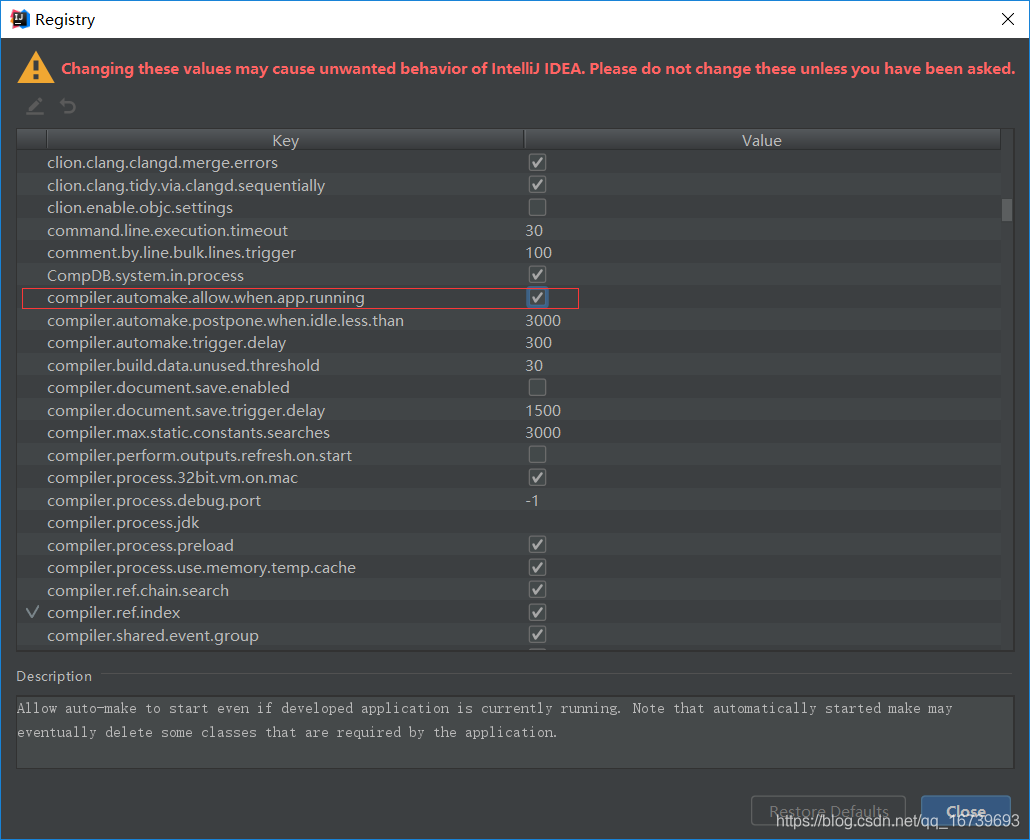 Registry
Changing these values may cause unwanted behavior of IntelliJ IDEA. Please do not change these unless you have been asked.
Key Value
clion.clang.clangd.merge.errors
clion.clang.tidy.via.clangd.sequentially
clion.enable.objc.settings
command.line.execution.timeout 30
comment.by.line.bulk.lines.trigger 100
CompDB.system.in.process
compiler.automake.allow.when.app.running
compiler.automake.postpone.when.idle.less.than 3000
compiler.automake.trigger.delay 300
compiler.build.data.unused.threshold 30
compiler.document.save.enabled
compiler.document.save.trigger.delay 1500
compiler.max.static.constants.searches 3000
compiler.perform.outputs.refresh.on.start
compiler.process.32bit.vm.on.mac
compiler.process.debug.port -1
compiler.process.jdk
compiler.process.preload
compiler.process.use.memory.temp.cache
compiler.ref.chain.search
compiler.ref.index
compiler.shared.event.group
Description
Allow auto-make to start even if developed application is currently running. Note that automatically started make may
eventually delete some classes that are required by the application.
Restore Defaults Close
https://blog.csdn.net/qq_16739693